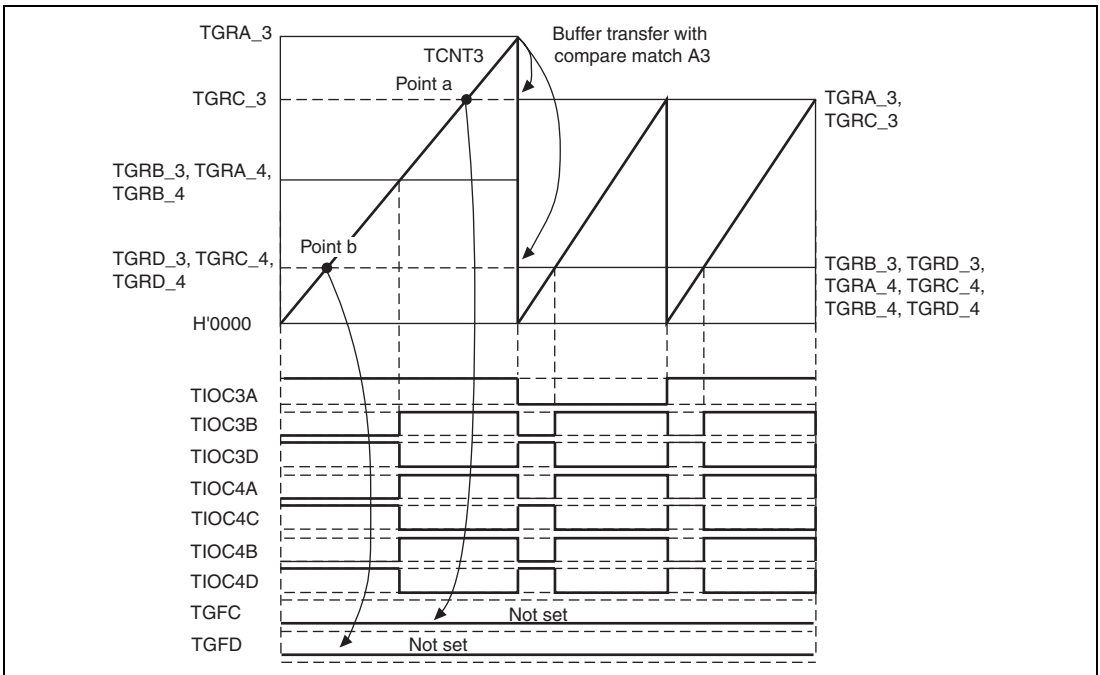 TGRA_3
TCNT3
Buffer transfer with
compare match A3
Point a
TGRC_3
TGRA_3,
TGRC_3
TGRB_3, TGRA_4,
TGRB_4
Point b
TGRD_3, TGRC_4,
TGRD_4
TGRB_3, TGRD_3,
TGRA_4, TGRC_4,
TGRB_4, TGRD_4
H'0000
TIOC3A
TIOC3B
TIOC3D
TIOC4A
TIOC4C
TIOC4B
TIOC4D
TGFC
Not set
TGFD
Not set